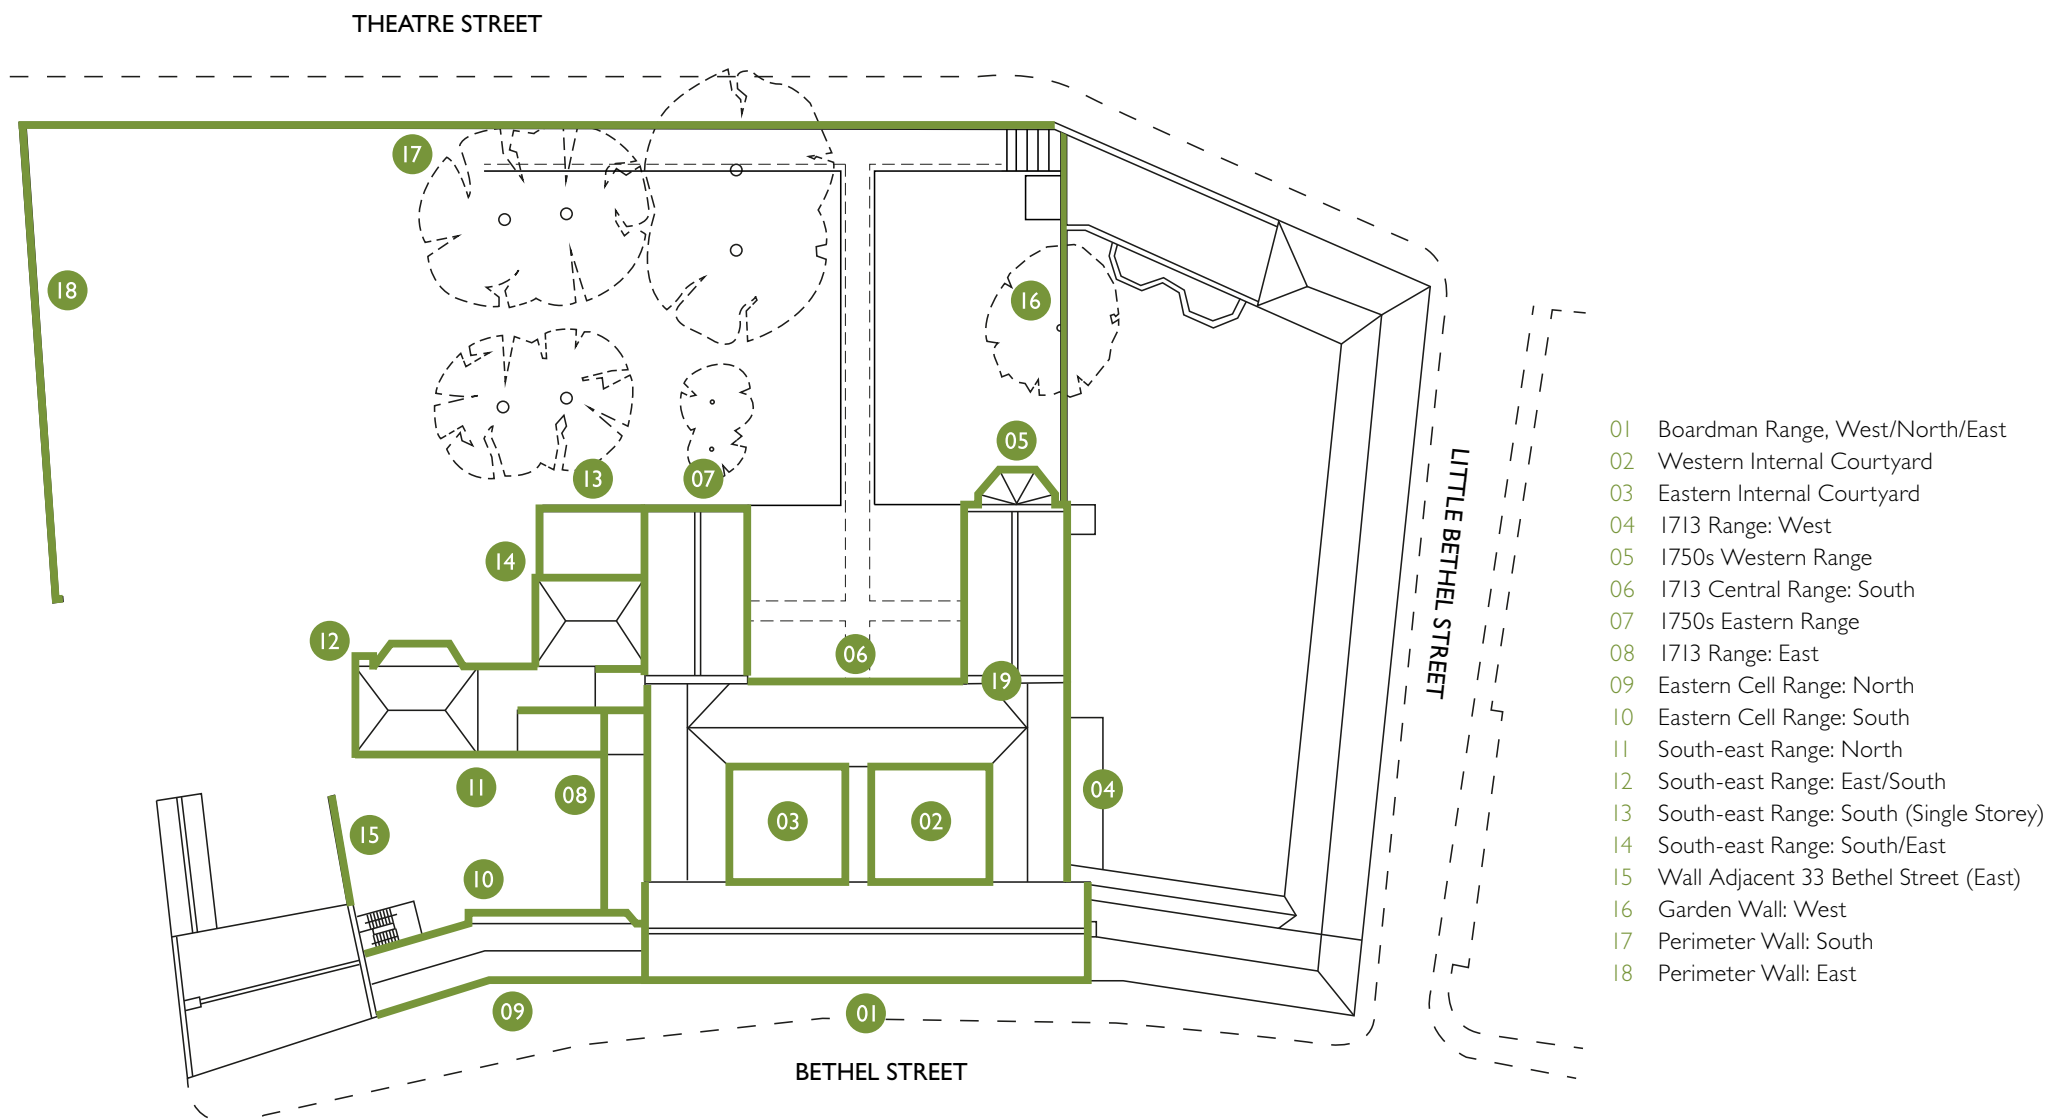 THEATRE STREET
17
18
16
05
13
07
14
12
06
19
11
08
03
02
04
15
10
09
01
BETHEL STREET
LITTLE BETHEL STREET
01 Boardman Range, West/North/East
02 Western Internal Courtyard
03 Eastern Internal Courtyard
04 1713 Range: West
05 1750s Western Range
06 1713 Central Range: South
07 1750s Eastern Range
08 1713 Range: East
09 Eastern Cell Range: North
10 Eastern Cell Range: South
11 South-east Range: North
12 South-east Range: East/South
13 South-east Range: South (Single Storey)
14 South-east Range: South/East
15 Wall Adjacent 33 Bethel Street (East)
16 Garden Wall: West
17 Perimeter Wall: South
18 Perimeter Wall: East